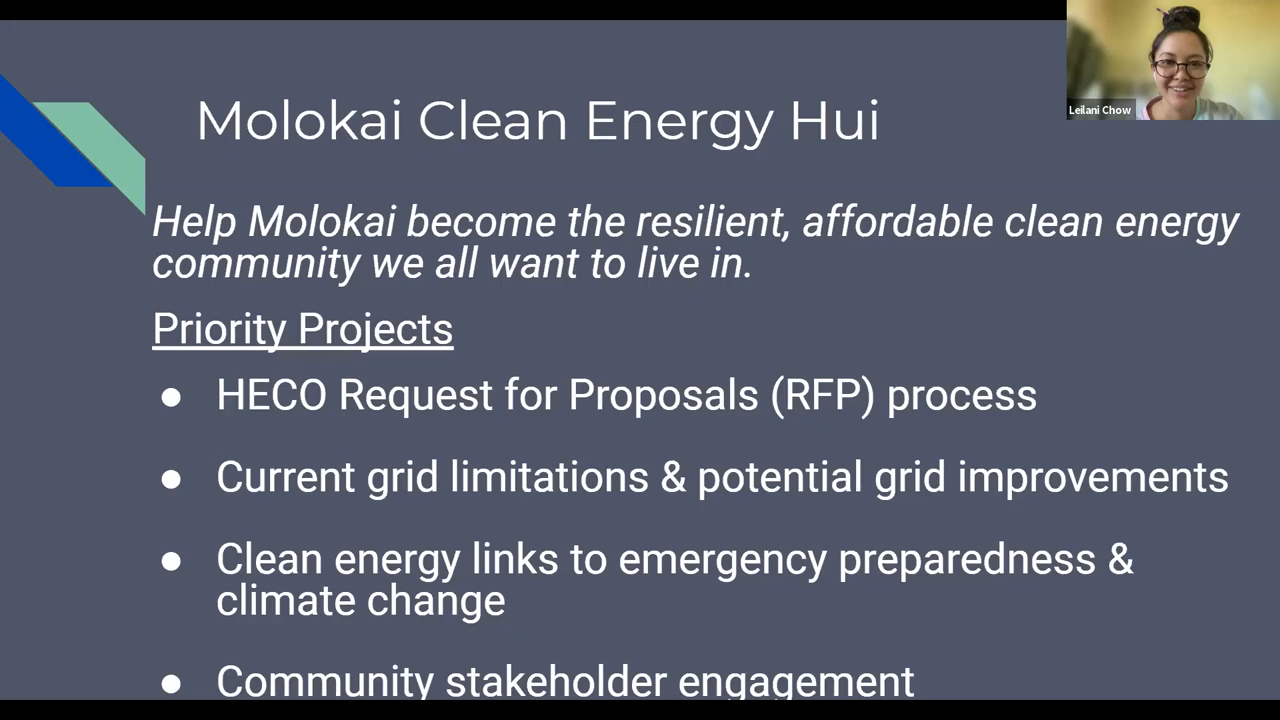 Leilani Chow
Molokai Clean Energy Hui
Help Molokai become the resilient, affordable clean energy
community we all want to live in.
Priority Projects
● HECO Request for Proposals (RFP) process
● Current grid limitations & potential grid improvements
● Clean energy links to emergency preparedness &
climate change
● Community stakeholder engagement